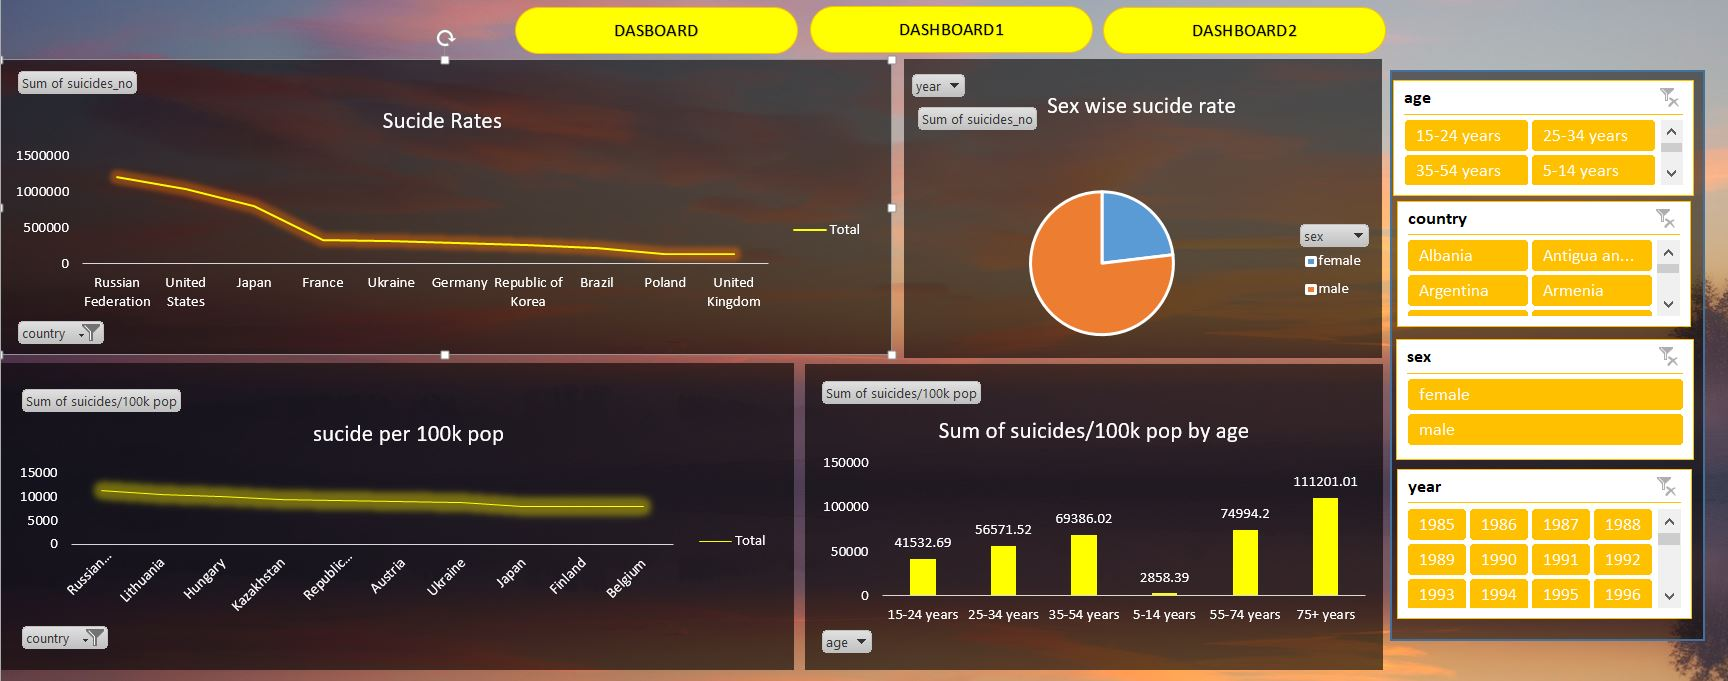 DASBOARD
DASHBOARD1
DASHBOARD2
Sum of suicides_no
Sucide Rates
1500000
1000000
500000
0
Russian Federation
United States
Japan
France
Ukraine
Germany
Republic of Korea
Brazil
Poland
United Kingdom
Total
country
year
Sum of suicides_no
Sex wise sucide rate
sex
female
male
Sum of suicides/100k pop
sucide per 100k pop
15000
10000
5000
0
Russian...
Lithuania
Hungary
Kazakhstan
Republic...
Austria
Ukraine
Japan
Finland
Belgium
Total
country
Sum of suicides/100k pop
Sum of suicides/100k pop by age
150000
100000
50000
0
41532.69
56571.52
69386.02
2858.39
74994.2
111201.01
15-24 years
25-34 years
35-54 years
5-14 years
55-74 years
75+ years
age
age
15-24 years
25-34 years
35-54 years
5-14 years
country
Albania
Antigua an...
Argentina
Armenia
sex
female
male
year
1985 1986 1987 1988
1989 1990 1991 1992
1993 1994 1995 1996